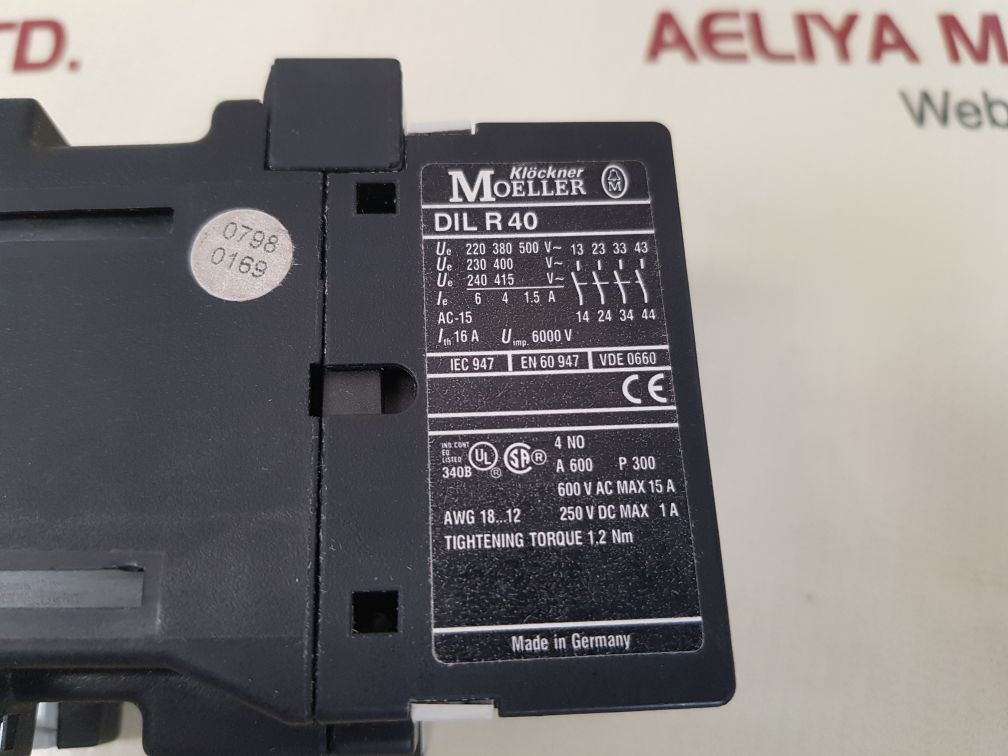 TD.
AELIYA M
Web
0798
0169
Klöckner
MOELLER
DIL R 40
Ue 220 380 500 V~ 13 23 33 43
Ue 230 400 V~
Ue 240 415 V~
Ie 6 4 1.5 A
AC-15 14 24 34 44
Ith 16 A Uimp. 6000 V
IEC 947 EN 60 947 VDE 0660
CE
IND. CONT
EQ.
LISTED
340B
UL ®
SA ®
4 NO
A 600 P 300
600 V AC MAX 15 A
AWG 18...12 250 V DC MAX 1 A
TIGHTENING TORQUE 1,2 Nm
Made in Germany